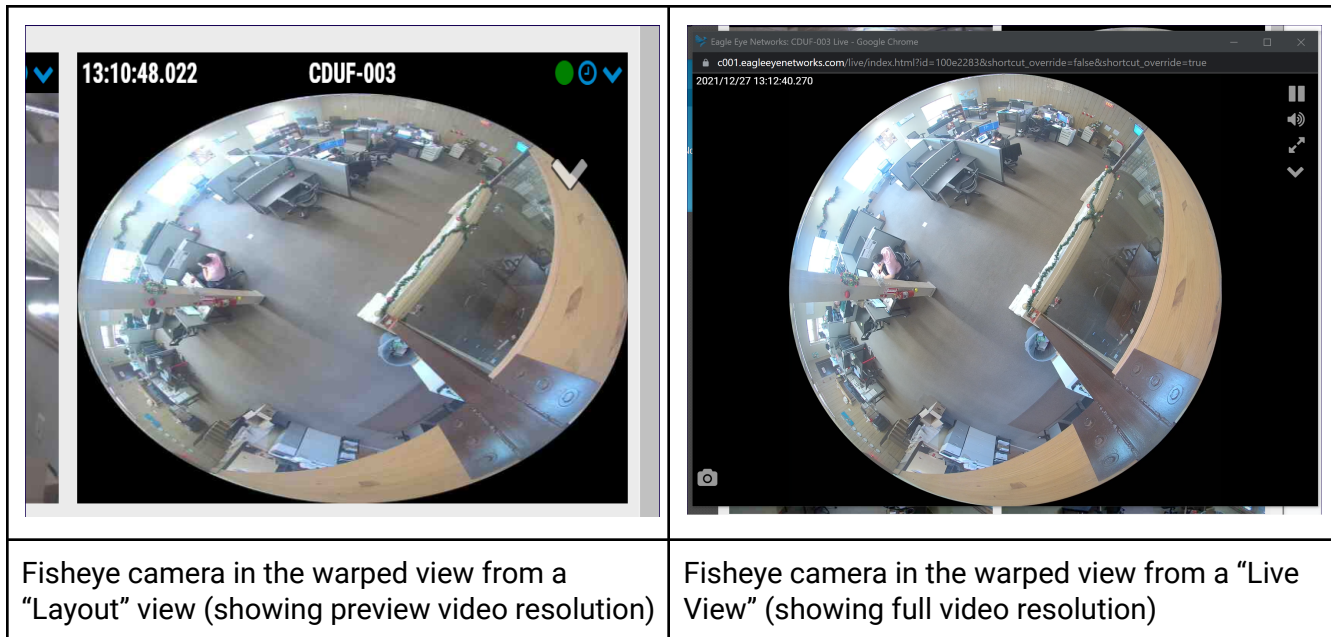 13:10:48.022
CDUF-003
Eagle Eye Networks: CDUF-003 Live - Google Chrome
c001.eagleeyenetworks.com/live/index.html?id=100e2283&shortcut_override=false&shortcut_override=true
2021/12/27 13:12:40.270
Fisheye camera in the warped view from a
“Layout” view (showing preview video resolution)
Fisheye camera in the warped view from a “Live
View” (showing full video resolution)